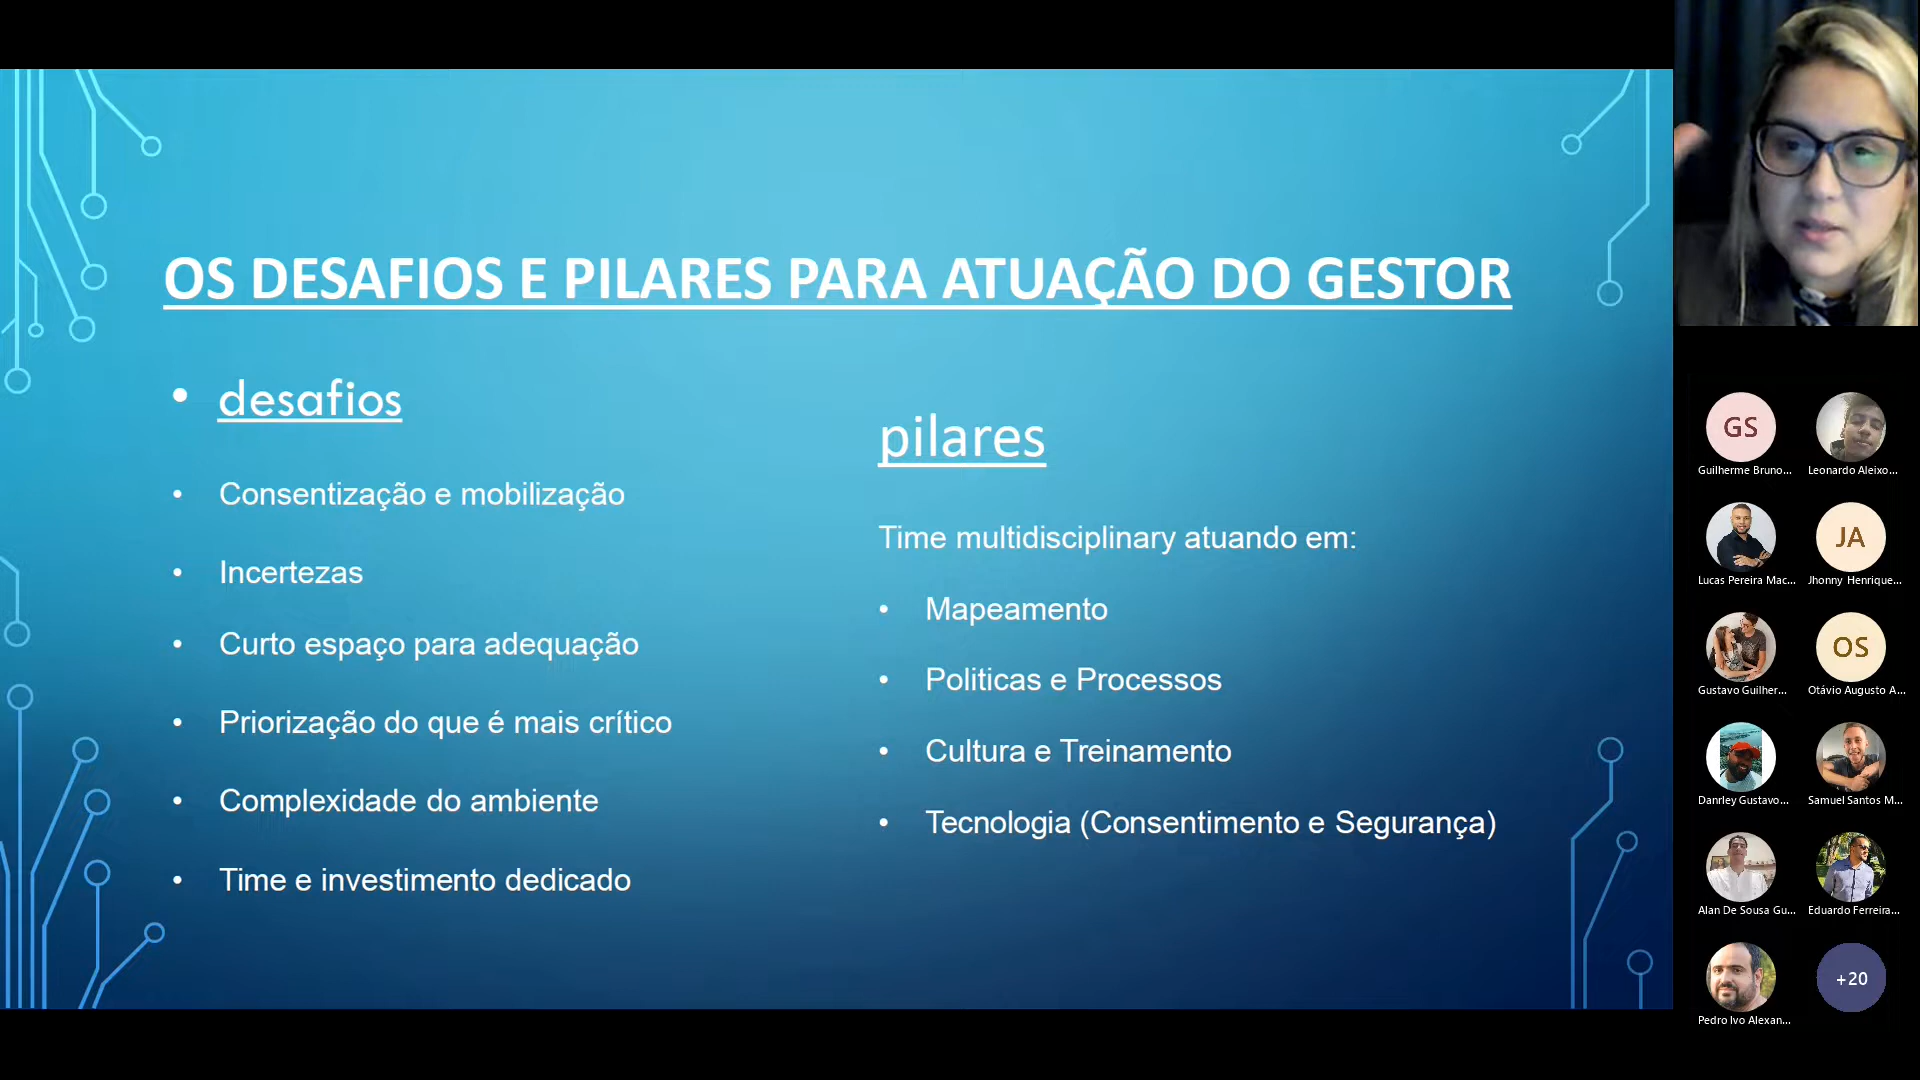 OS DESAFIOS E PILARES PARA ATUAÇÃO DO GESTOR
• desafios
• Consentização e mobilização
• Incertezas
• Curto espaço para adequação
• Priorização do que é mais crítico
• Complexidade do ambiente
• Time e investimento dedicado
pilares
Time multidisciplinary atuando em:
• Mapeamento
• Politicas e Processos
• Cultura e Treinamento
• Tecnologia (Consentimento e Segurança)
GS
Guilherme Bruno...
Leonardo Aleixo...
Lucas Pereira Mac...
JA
Jhonny Henrique...
Gustavo Guilher...
OS
Otávio Augusto A...
Danrley Gustavo...
Samuel Santos M...
Alan De Sousa Gu...
Eduardo Ferreira...
Pedro Ivo Alexan...
+20